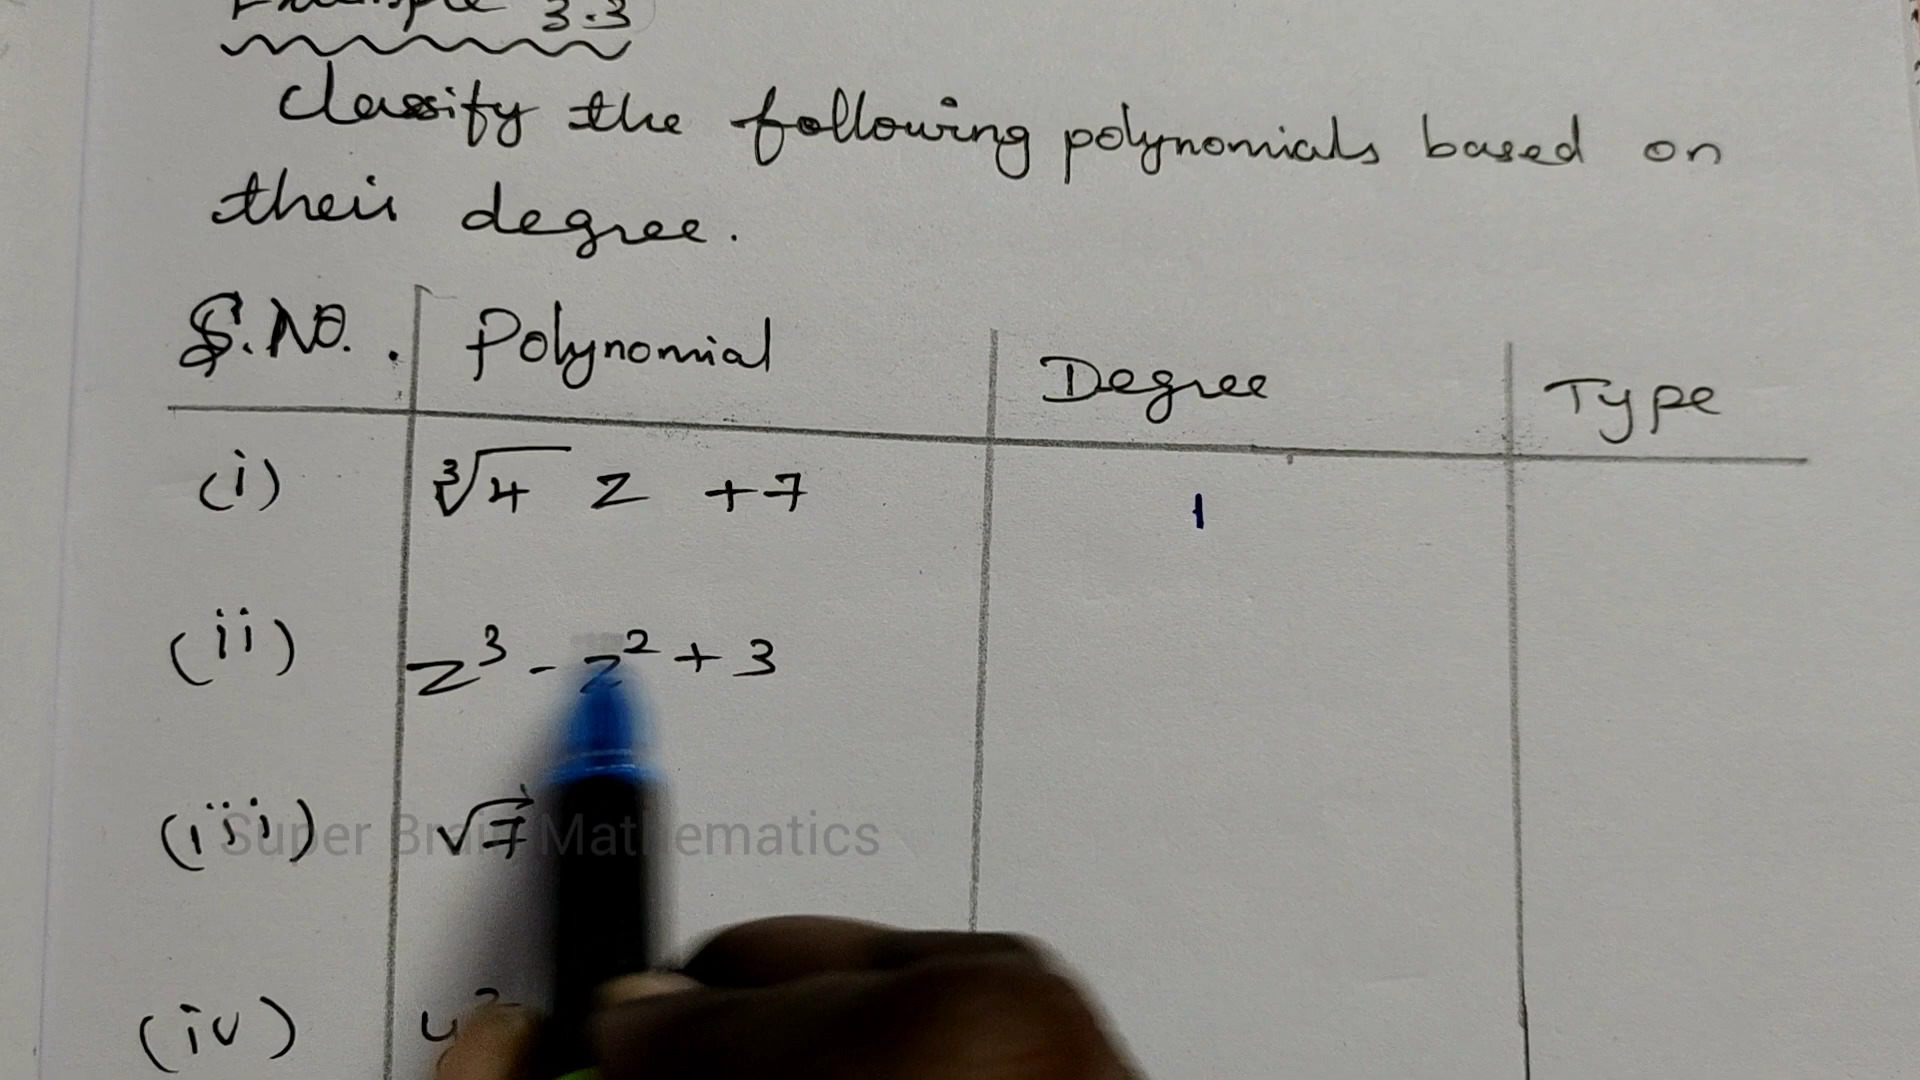 Example 3.3
Classify the following polynomials based on
their degree.
S.No. . Polynomial Degree Type
(i) ∛4 z +7 1
(ii) z³ - z² + 3
(iii) √7
Super Brain Mathematics
(iv)